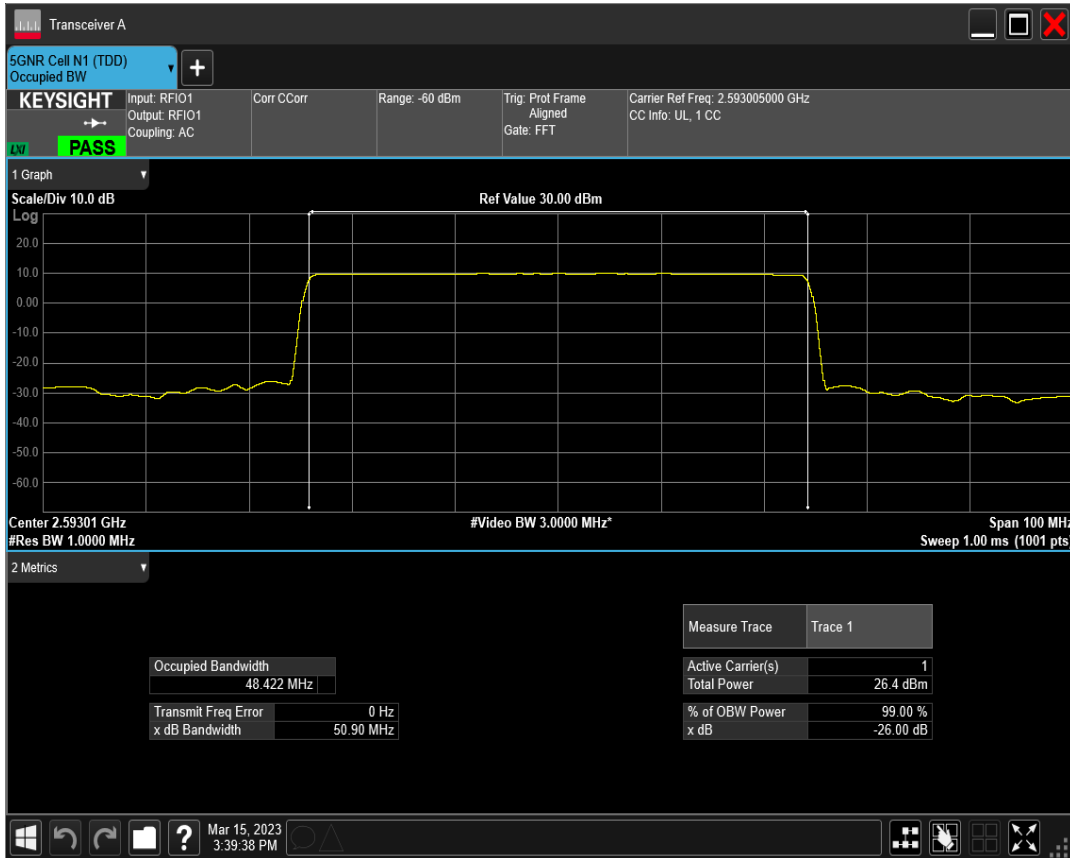 Transceiver A
5GNR Cell N1 (TDD)
Occupied BW
+
KEYSIGHT
LXI
PASS
Input: RFIO1
Output: RFIO1
Coupling: AC
Corr CCorr
Range: -60 dBm
Trig: Prot Frame
Aligned
Gate: FFT
Carrier Ref Freq: 2.593005000 GHz
CC Info: UL, 1 CC
1 Graph
Scale/Div 10.0 dB
Ref Value 30.00 dBm
Log
20.0
10.0
0.00
-10.0
-20.0
-30.0
-40.0
-50.0
-60.0
Center 2.59301 GHz
#Video BW 3.0000 MHz*
Span 100 MHz
#Res BW 1.0000 MHz
Sweep 1.00 ms (1001 pts)
2 Metrics
Measure Trace Trace 1
Occupied Bandwidth
48.422 MHz
Active Carrier(s) 1
Total Power 26.4 dBm
Transmit Freq Error 0 Hz
x dB Bandwidth 50.90 MHz
% of OBW Power 99.00 %
x dB -26.00 dB
?
Mar 15, 2023
3:39:38 PM